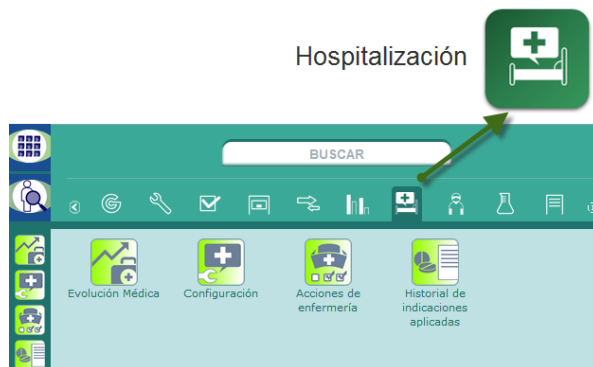 Hospitalización
BUSCAR
Evolución Médica
Configuración
Acciones de
enfermería
Historial de
indicaciones
aplicadas